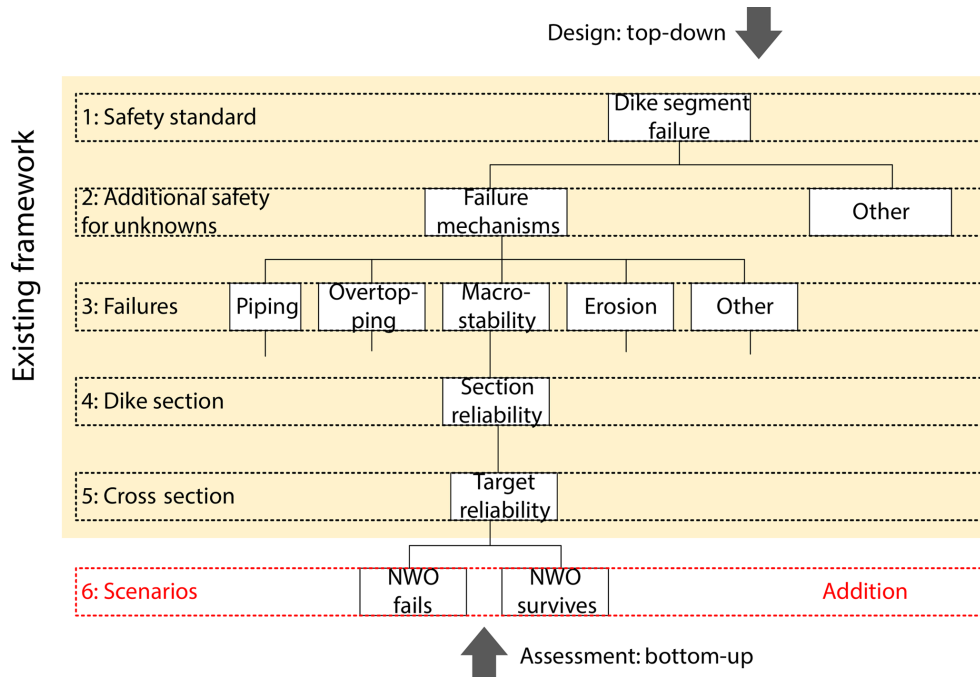 Design: top-down
Existing framework
1: Safety standard
Dike segment
failure
2: Additional safety
for unknowns
Failure
mechanisms
Other
3: Failures
Piping
Overtop-
ping
Macro-
stability
Erosion
Other
4: Dike section
Section
reliability
5: Cross section
Target
reliability
6: Scenarios
NWO
fails
NWO
survives
Addition
Assessment: bottom-up